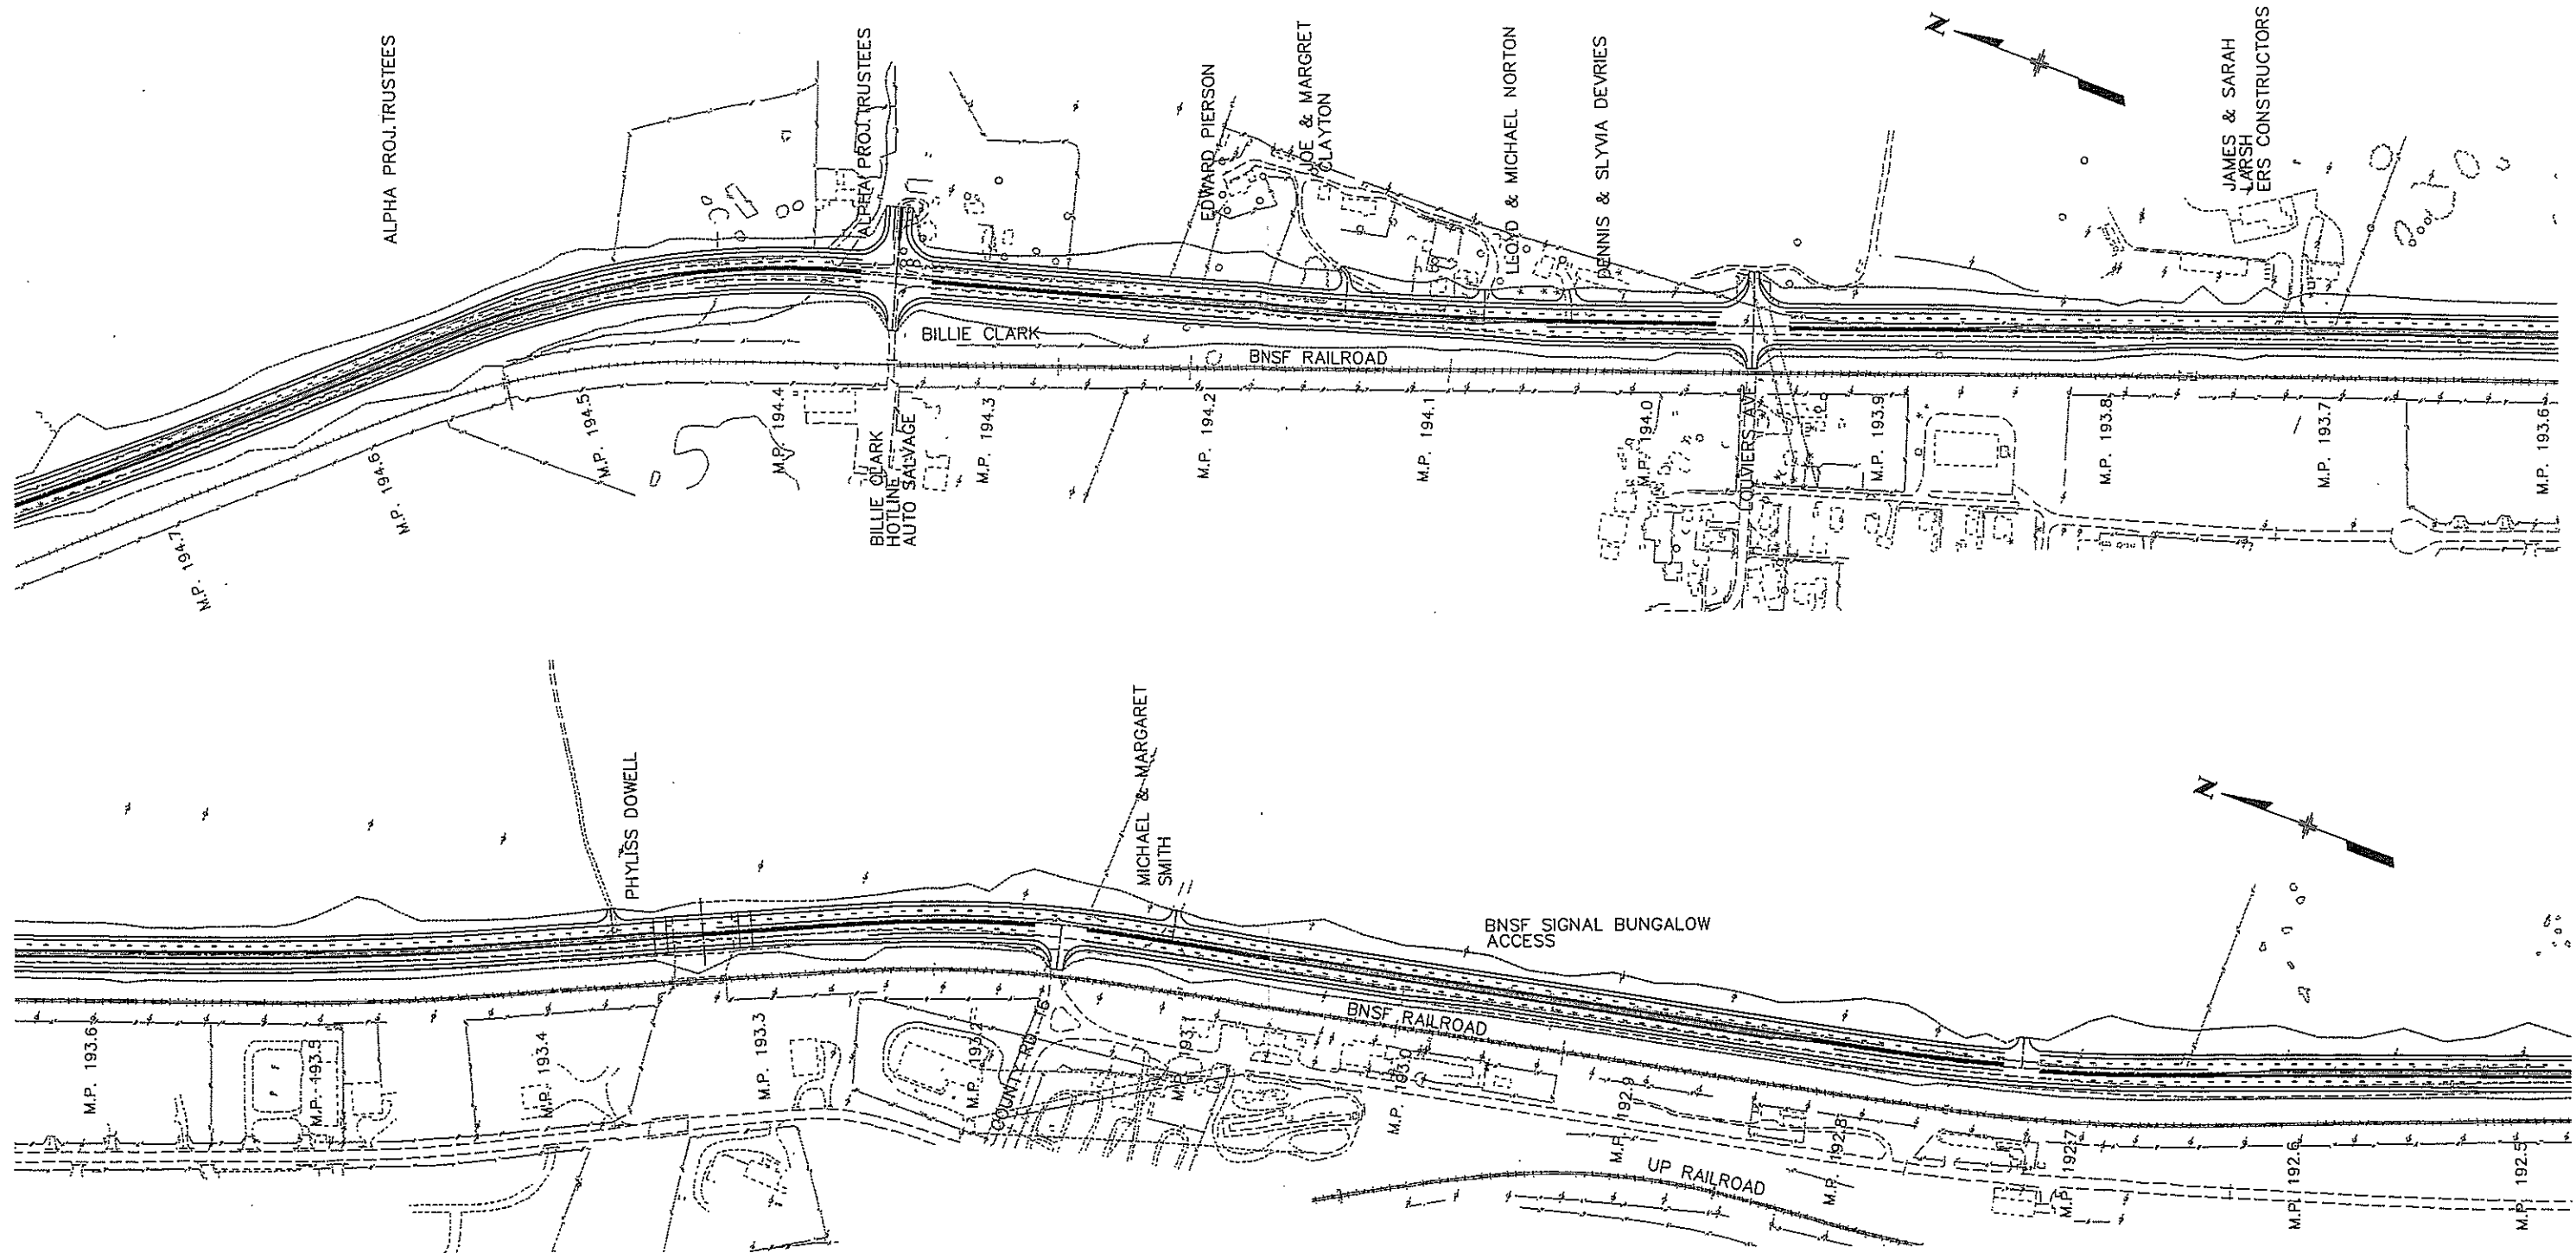 ALPHA PROJ.TRUSTEES
ALPHA PROJ.TRUSTEES
EDWARD PIERSON
JOE & MARGRET
CLAYTON
LLOYD & MICHAEL NORTON
DENNIS & SLYVIA DEVRIES
N
JAMES & SARAH
LARSH
ERS CONSTRUCTORS
BILLIE CLARK
BNSF RAILROAD
M.P. 194.7
M.P. 194.6
M.P. 194.5
M.P. 194.4
BILLIE CLARK
HOTLINE
AUTO SALVAGE
M.P. 194.3
M.P. 194.2
M.P. 194.1
M.P. 194.0
LOUVIERS AVE
M.P. 193.9
M.P. 193.8
M.P. 193.7
M.P. 193.6
PHYLISS DOWELL
MICHAEL & MARGARET
SMITH
N
BNSF SIGNAL BUNGALOW
ACCESS
BNSF RAILROAD
M.P. 193.6
M.P. 193.5
M.P. 193.4
M.P. 193.3
M.P. 193.2
COUNTY RD 16
M.P. 193.1
M.P. 193.0
M.P. 192.9
UP RAILROAD
M.P. 192.8
M.P. 192.7
M.P. 192.6
M.P. 192.5